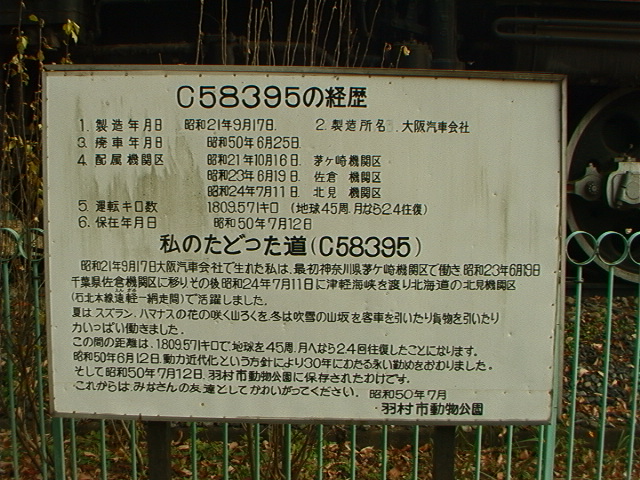 C58395の経歴
1. 製造年月日 昭和21年9月17日. 2. 製造所名. 大阪汽車会社
3. 廃車年月日 昭和50年6月25日.
4. 配属機関区 昭和21年10月16日. 茅ケ崎機関区
昭和23年6月19日 佐倉 機関区
昭和24年7月11日 北見 機関区
5. 運転キロ数 1.809.571キロ (地球45周.月なら2.4往復)
6. 保在年月日 昭和50年7月12日
私のたどった道(C58395)
昭和21年9月17日大阪汽車会社で生れた私は、最初神奈川県茅ケ崎機関区で働き 昭和23年6月19日
千葉県佐倉機関区に移りその後昭和24年7月11日に津軽海峡を渡り北海道の北見機関区
(石北本線遠軽一網走間)で活躍しました。
夏はスズラン、ハマナスの花の咲く山ろくを、冬は吹雪の山坂を客車を引いたり貨物を引いたり
力いっぱい働きました.
この間の距離は、1.809.571キロで地球を45周、月へなら2.4回往復したことになります。
昭和50年6月12日、動力近代化という方針により30年にわたる永い勤めをおわりました。
そして昭和50年7月12日.羽村市動物公園に保存されたわけです.
これからは みなさんの友達としてかわいがってください. 昭和50年7月
羽村市動物公園